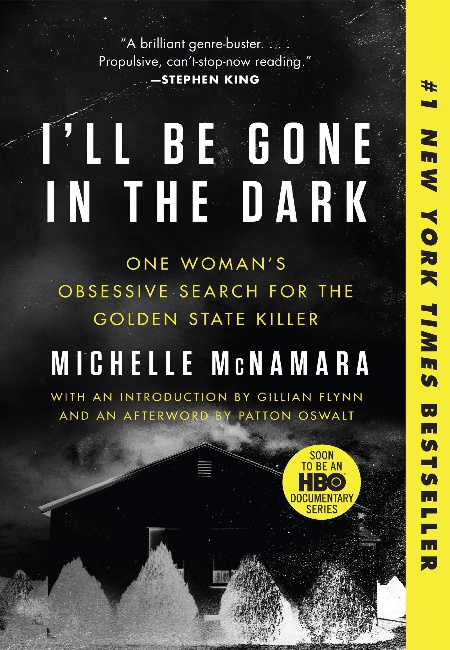 “A brilliant genre-buster. . . .
Propulsive, can’t-stop-now reading.”
—STEPHEN KING
I’LL BE GONE
IN THE DARK
ONE WOMAN’S
OBSESSIVE SEARCH FOR THE
GOLDEN STATE KILLER
MICHELLE McNAMARA
WITH AN INTRODUCTION BY GILLIAN FLYNN
AND AN AFTERWORD BY PATTON OSWALT
SOON
TO BE AN
HBO
DOCUMENTARY
SERIES
#1 NEW YORK TIMES BESTSELLER